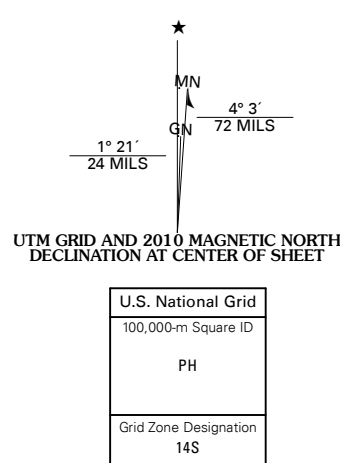 ★
MN
4° 3´
72 MILS
GN
1° 21´
24 MILS
UTM GRID AND 2010 MAGNETIC NORTH
DECLINATION AT CENTER OF SHEET
U.S. National Grid
100,000-m Square ID
PH
Grid Zone Designation
14S